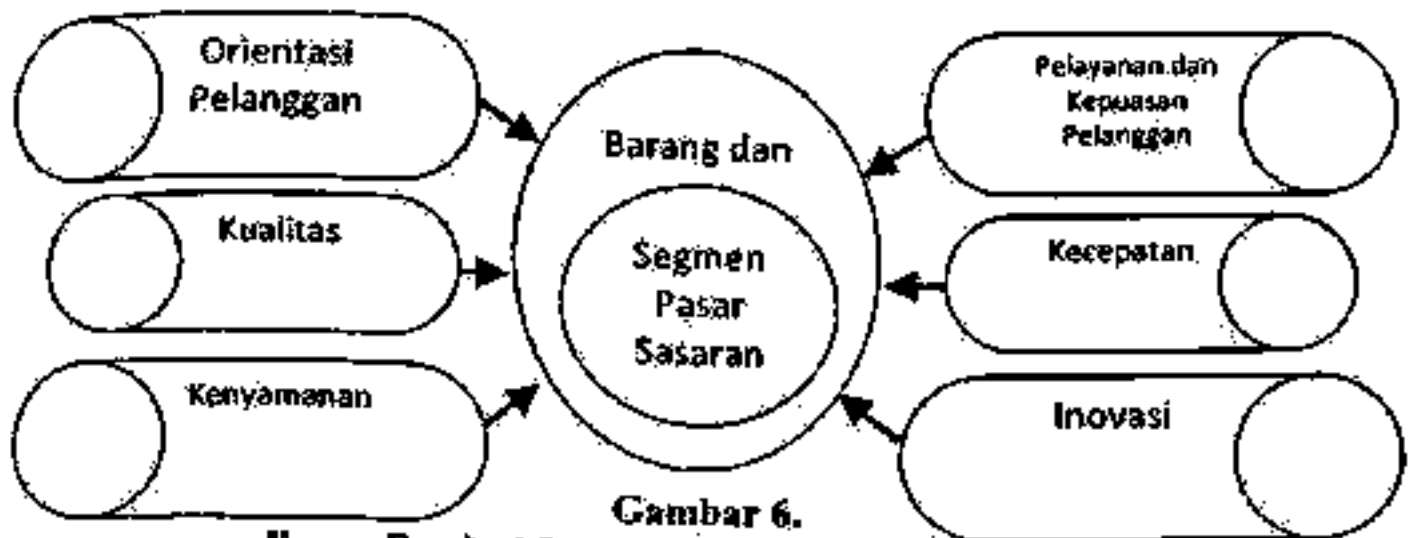 Orientasi
Pelanggan
Kualitas
Kenyamanan
Barang dan
Segmen
Pasar
Sasaran
Pelayanan dan
Kepuasan
Pelanggan
Kecepatan
Inovasi
Gambar 6.